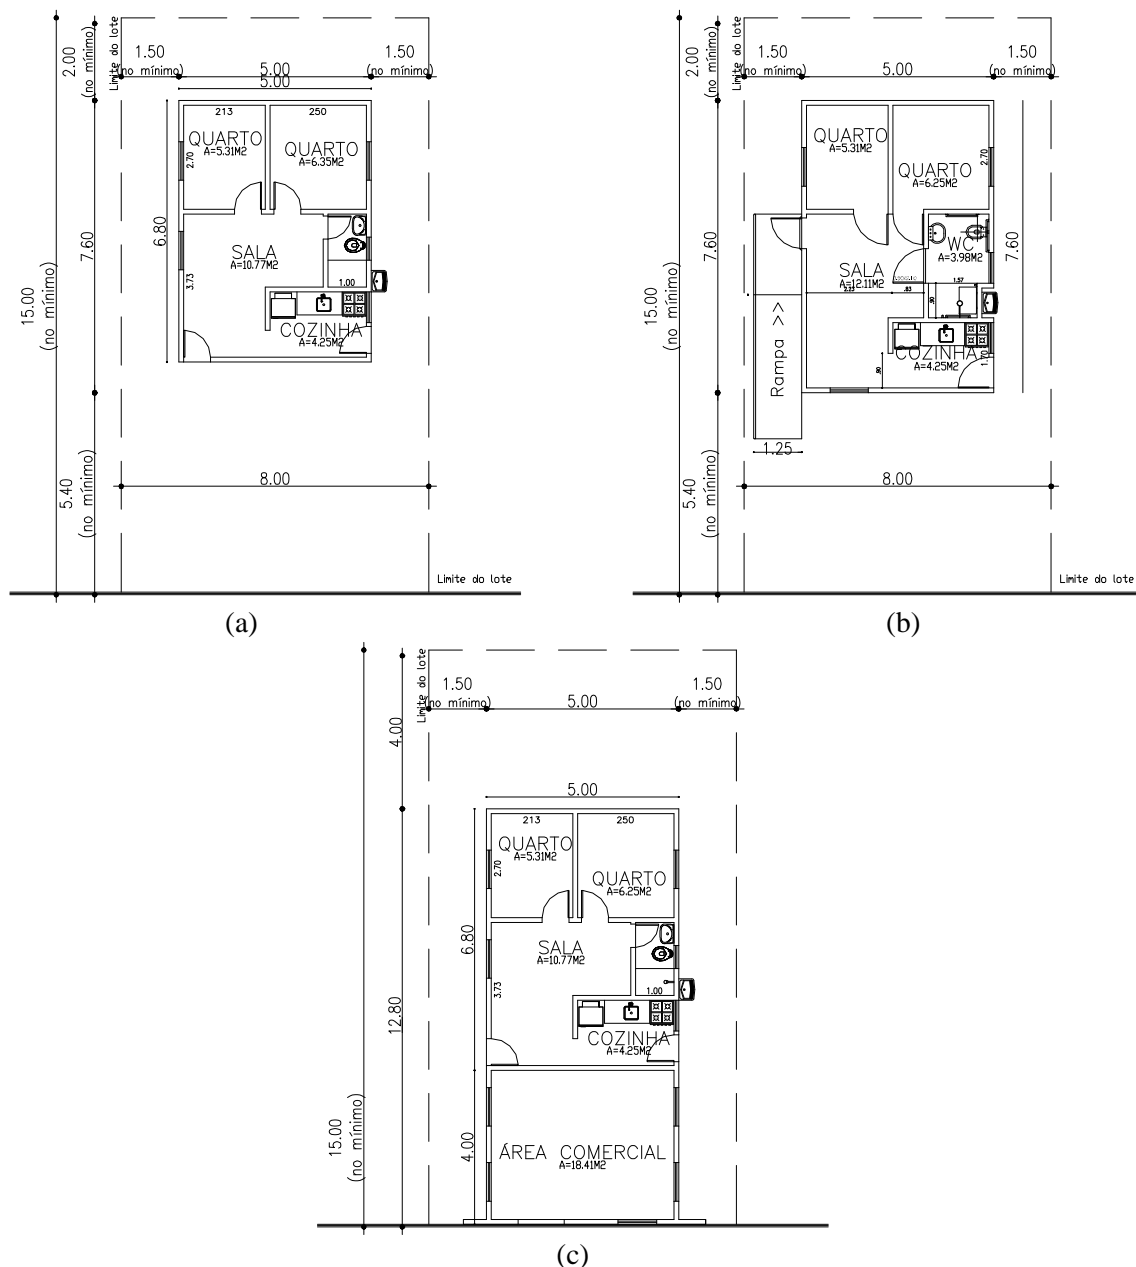 Limite do lote
2.00
(no mínimo)
1.50
(no mínimo)
5.00
5.00
1.50
(no mínimo)
213
250
QUARTO
A=5.31M2
QUARTO
A=6.35M2
2.70
6.80
7.60
15.00
(no mínimo)
SALA
A=10.77M2
3.73
1.00
COZINHA
A=4.25M2
5.40
(no mínimo)
8.00
Limite do lote
(a)
Limite do lote
2.00
(no mínimo)
1.50
(no mínimo)
5.00
1.50
(no mínimo)
QUARTO
A=5.31M2
QUARTO
A=6.25M2
2.70
7.60
7.60
15.00
(no mínimo)
WC
A=3.98M2
SALA
A=12.11M2
2.25
.83
1.57
.90
Rampa >>
COZINHA
A=4.25M2
1.70
.90
1.25
5.40
(no mínimo)
8.00
Limite do lote
(b)
Limite do lote
1.50
(no mínimo)
5.00
1.50
(no mínimo)
4.00
5.00
213
250
QUARTO
A=5.31M2
QUARTO
A=6.25M2
2.70
6.80
SALA
A=10.77M2
3.73
1.00
12.80
COZINHA
A=4.25M2
15.00
(no mínimo)
4.00
ÁREA COMERCIAL
A=18.41M2
(c)